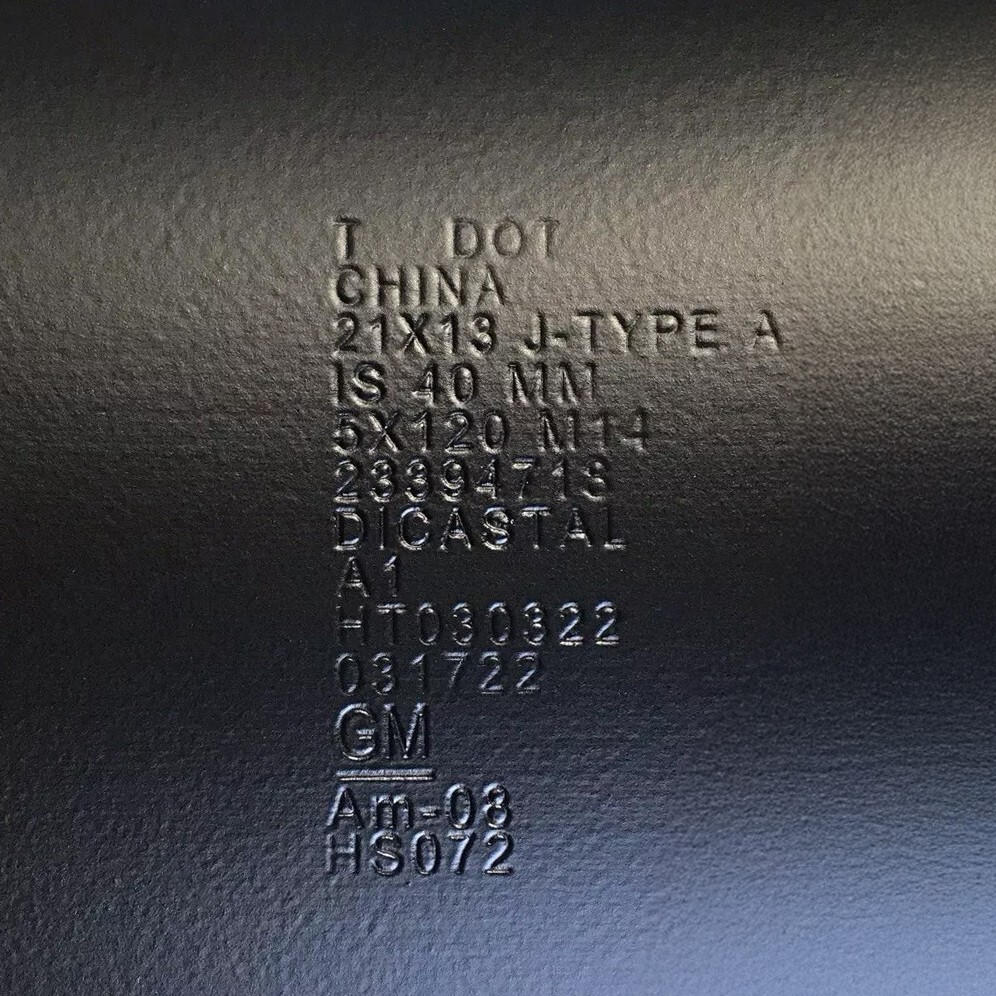 T DOT
CHINA
21X13 J-TYPE A
IS 40 MM
5X120 M14
23394713
DICASTAL
A1
HT030322
031722
GM
Am-08
HS072